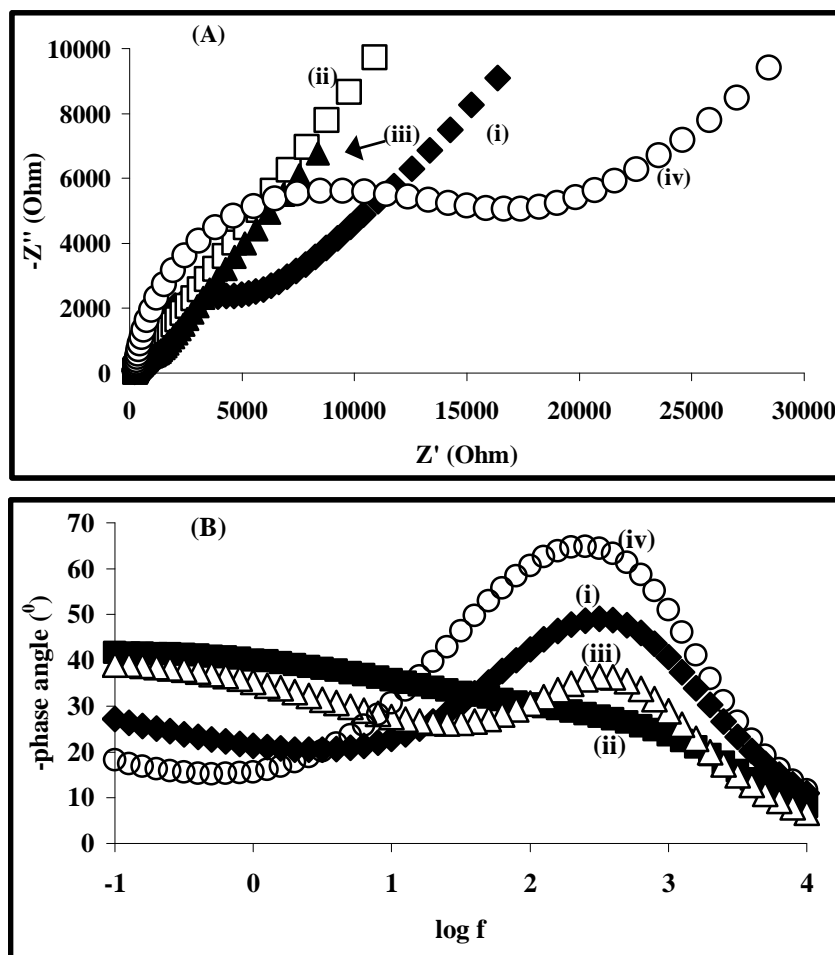 (A)
10000
8000
6000
4000
2000
0
-Z'' (Ohm)
(ii)
(iii)
(i)
(iv)
0 5000 10000 15000 20000 25000 30000
Z' (Ohm)
(B)
70
60
50
40
30
20
10
0
-phase angle (⁰)
(iv)
(i)
(iii)
(ii)
-1 0 1 2 3 4
log f